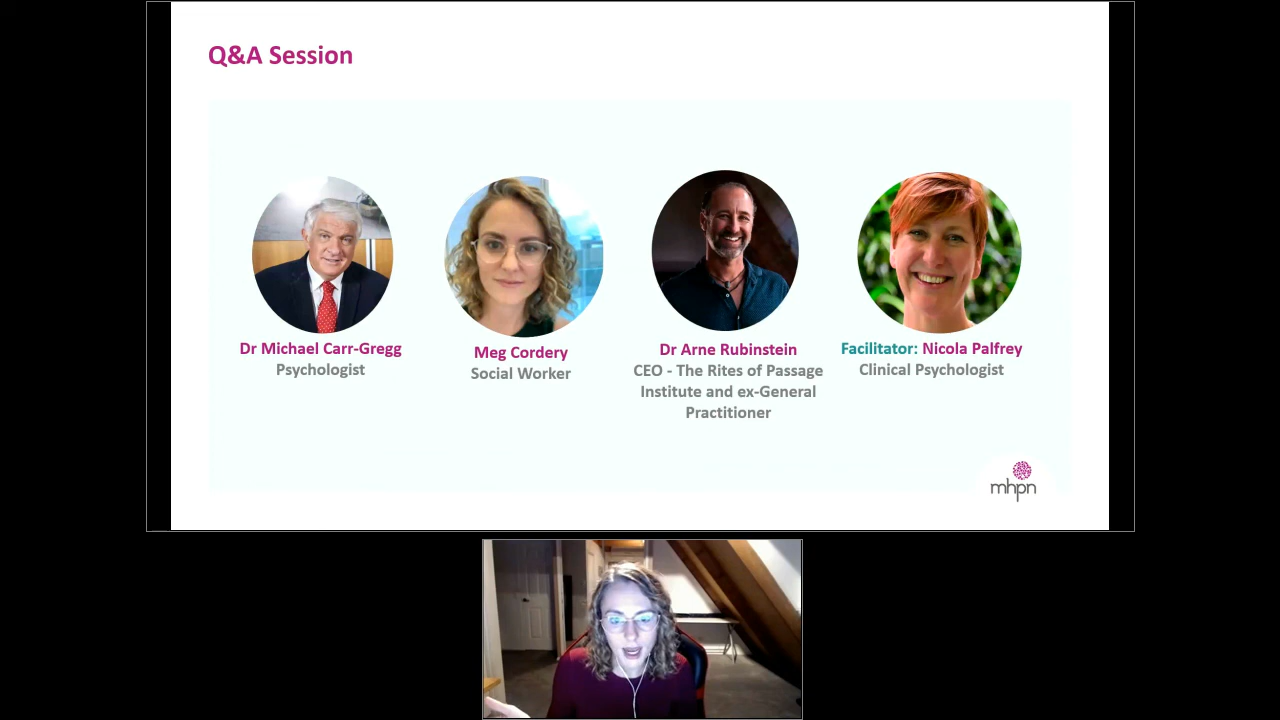 Q&A Session
Dr Michael Carr-Gregg
Psychologist
Meg Cordery
Social Worker
Dr Arne Rubinstein
CEO - The Rites of Passage
Institute and ex-General
Practitioner
Facilitator: Nicola Palfrey
Clinical Psychologist
mhpn